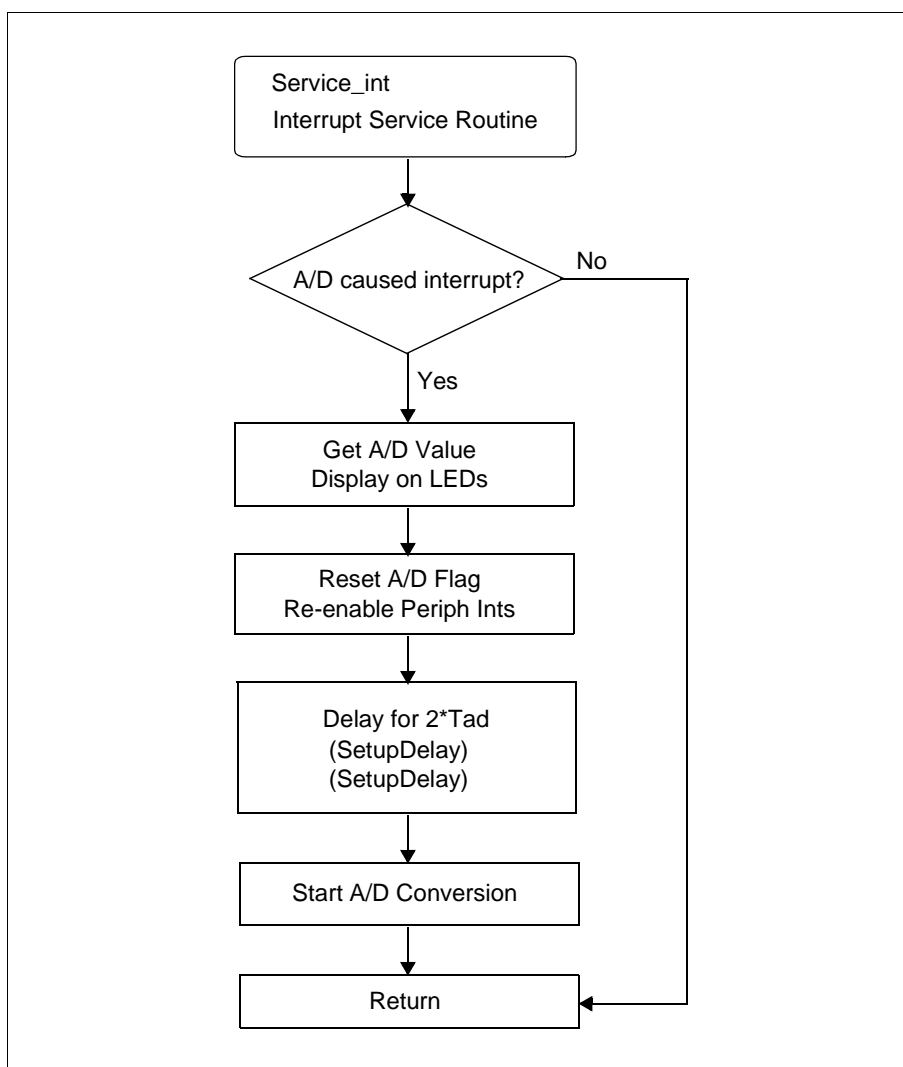 Service_int
Interrupt Service Routine
A/D caused interrupt?
No
Yes
Get A/D Value
Display on LEDs
Reset A/D Flag
Re-enable Periph Ints
Delay for 2*Tad
(SetupDelay)
(SetupDelay)
Start A/D Conversion
Return